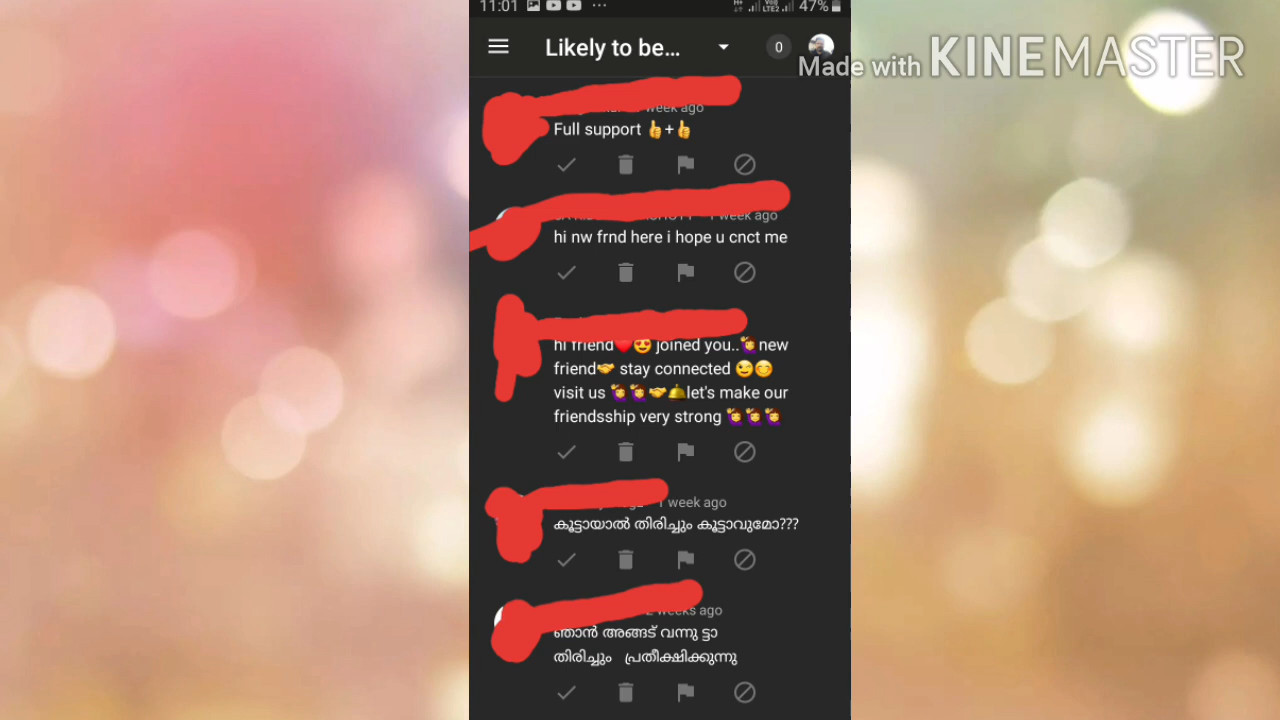 11:01
47%
Likely to be...
0
Made with KINEMASTER
week ago
Full support 👍+👍
1 week ago
hi nw frnd here i hope u cnct me
hi friend❤️😍 joined you..🙋‍♀️new
friend🤝 stay connected 😉😊
visit us 🙋‍♀️🙋‍♀️🤝🛎️let's make our
friendsship very strong 🙋‍♀️🙋‍♀️🙋‍♀️
1 week ago
കൂട്ടായാൽ തിരിച്ചും കൂട്ടാവുമോ???
2 weeks ago
ഞാൻ അങ്ങട് വന്നു ട്ടാ
തിരിച്ചും പ്രതീക്ഷിക്കുന്നു